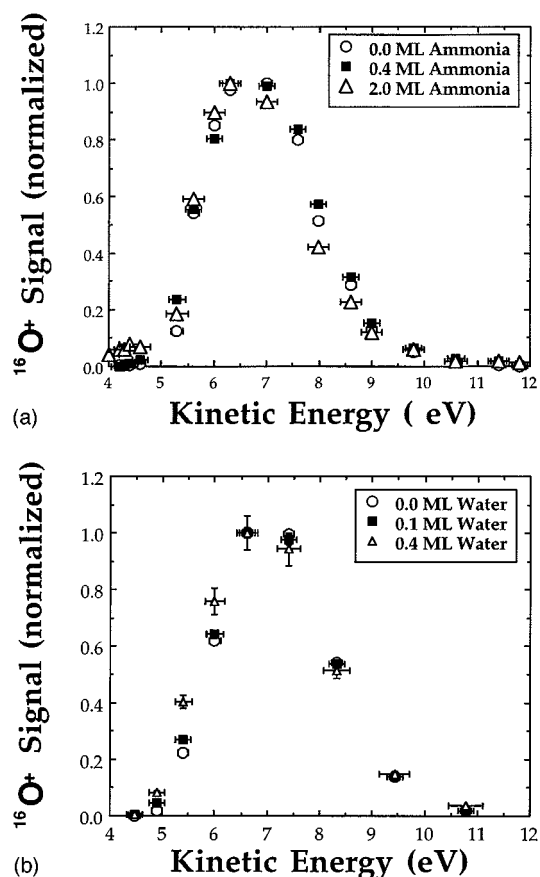 1.2
1.0
0.8
0.6
0.4
0.2
0.0
¹⁶O⁺ Signal (normalized)
0.0 ML Ammonia
0.4 ML Ammonia
2.0 ML Ammonia
4 5 6 7 8 9 10 11 12
(a)
Kinetic Energy ( eV)
1.2
1.0
0.8
0.6
0.4
0.2
0.0
¹⁶O⁺ Signal (normalized)
0.0 ML Water
0.1 ML Water
0.4 ML Water
4 5 6 7 8 9 10 11 12
(b)
Kinetic Energy (eV)